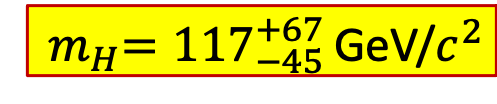 m_H = 117^{+67}_{-45} GeV/c^2